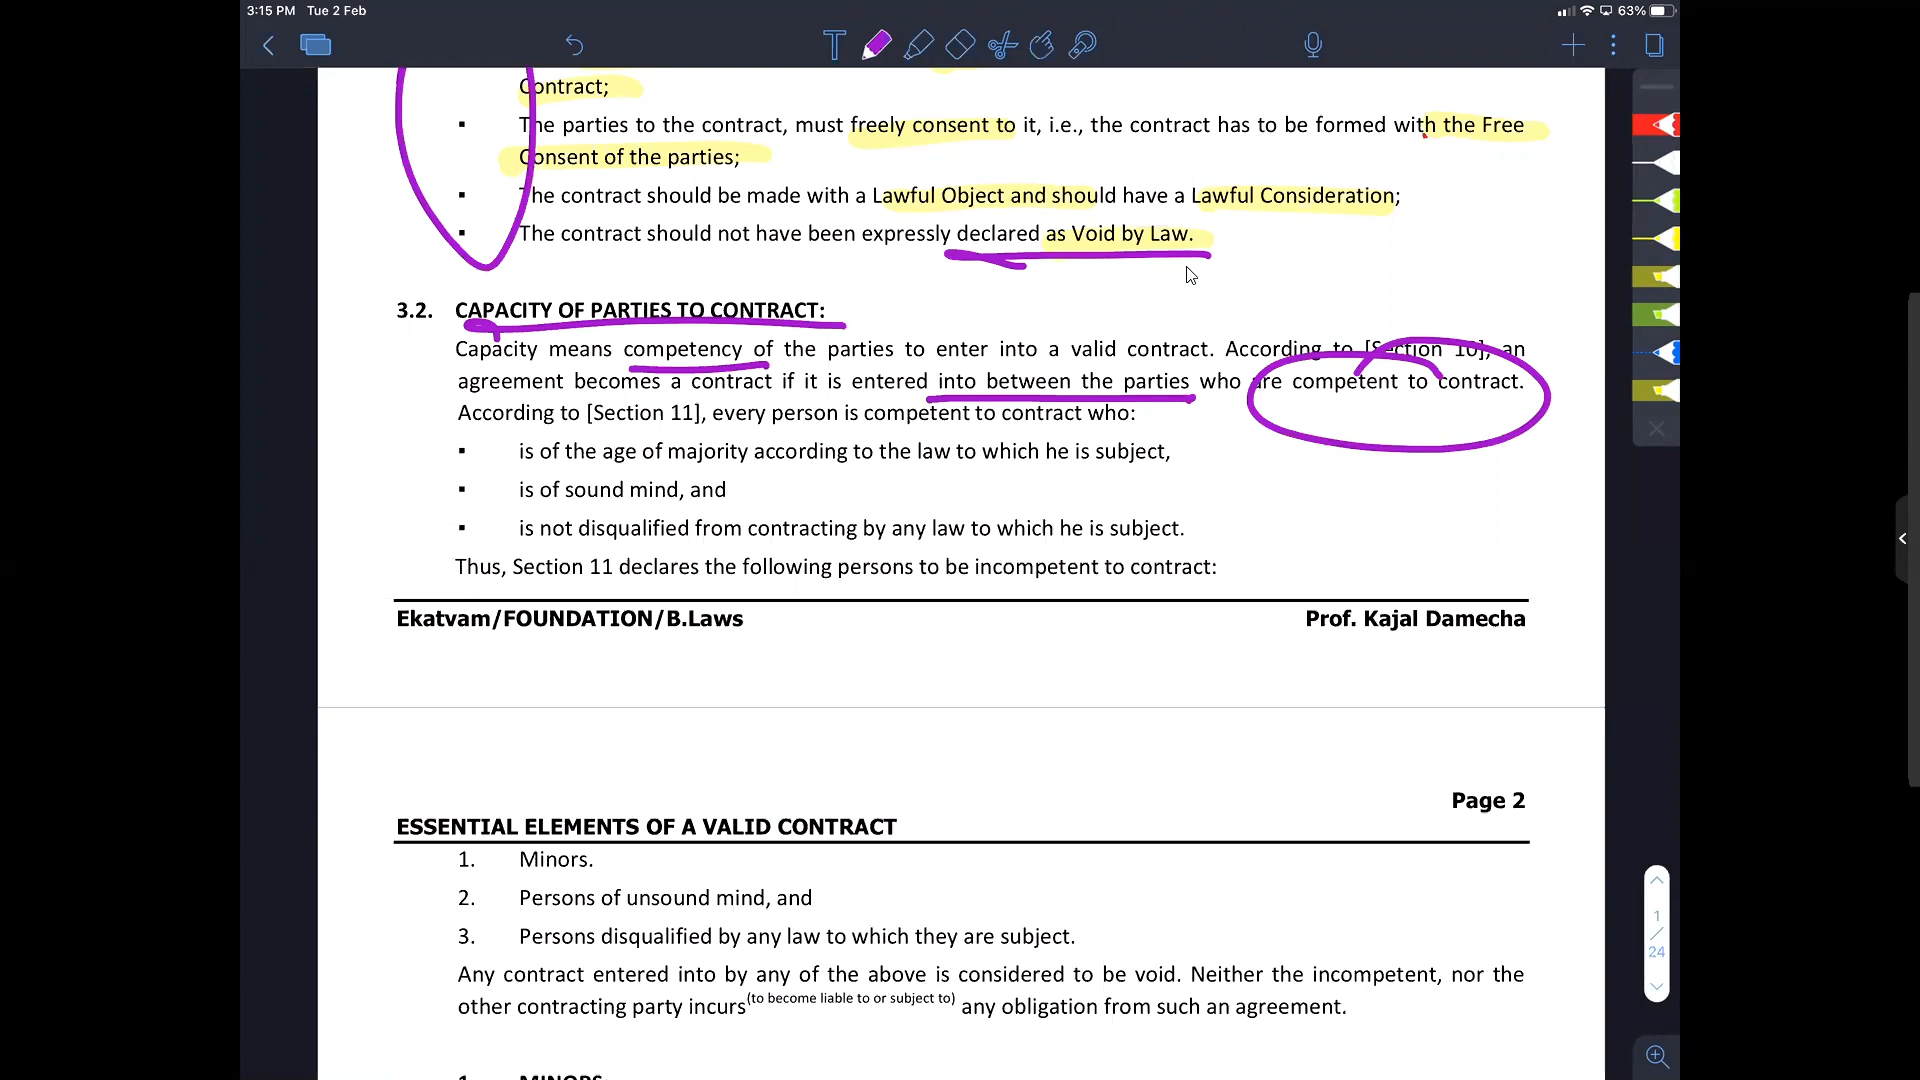 3:15 PM Tue 2 Feb
63%
Contract;
▪ The parties to the contract, must freely consent to it, i.e., the contract has to be formed with the Free
Consent of the parties;
▪ The contract should be made with a Lawful Object and should have a Lawful Consideration;
▪ The contract should not have been expressly declared as Void by Law.
3.2. CAPACITY OF PARTIES TO CONTRACT:
Capacity means competency of the parties to enter into a valid contract. According to [Section 10], an
agreement becomes a contract if it is entered into between the parties who are competent to contract.
According to [Section 11], every person is competent to contract who:
▪ is of the age of majority according to the law to which he is subject,
▪ is of sound mind, and
▪ is not disqualified from contracting by any law to which he is subject.
Thus, Section 11 declares the following persons to be incompetent to contract:
Ekatvam/FOUNDATION/B.Laws Prof. Kajal Damecha
Page 2
ESSENTIAL ELEMENTS OF A VALID CONTRACT
1. Minors.
2. Persons of unsound mind, and
3. Persons disqualified by any law to which they are subject.
Any contract entered into by any of the above is considered to be void. Neither the incompetent, nor the
other contracting party incurs(to become liable to or subject to) any obligation from such an agreement.
1. MINORS:
1
/
24